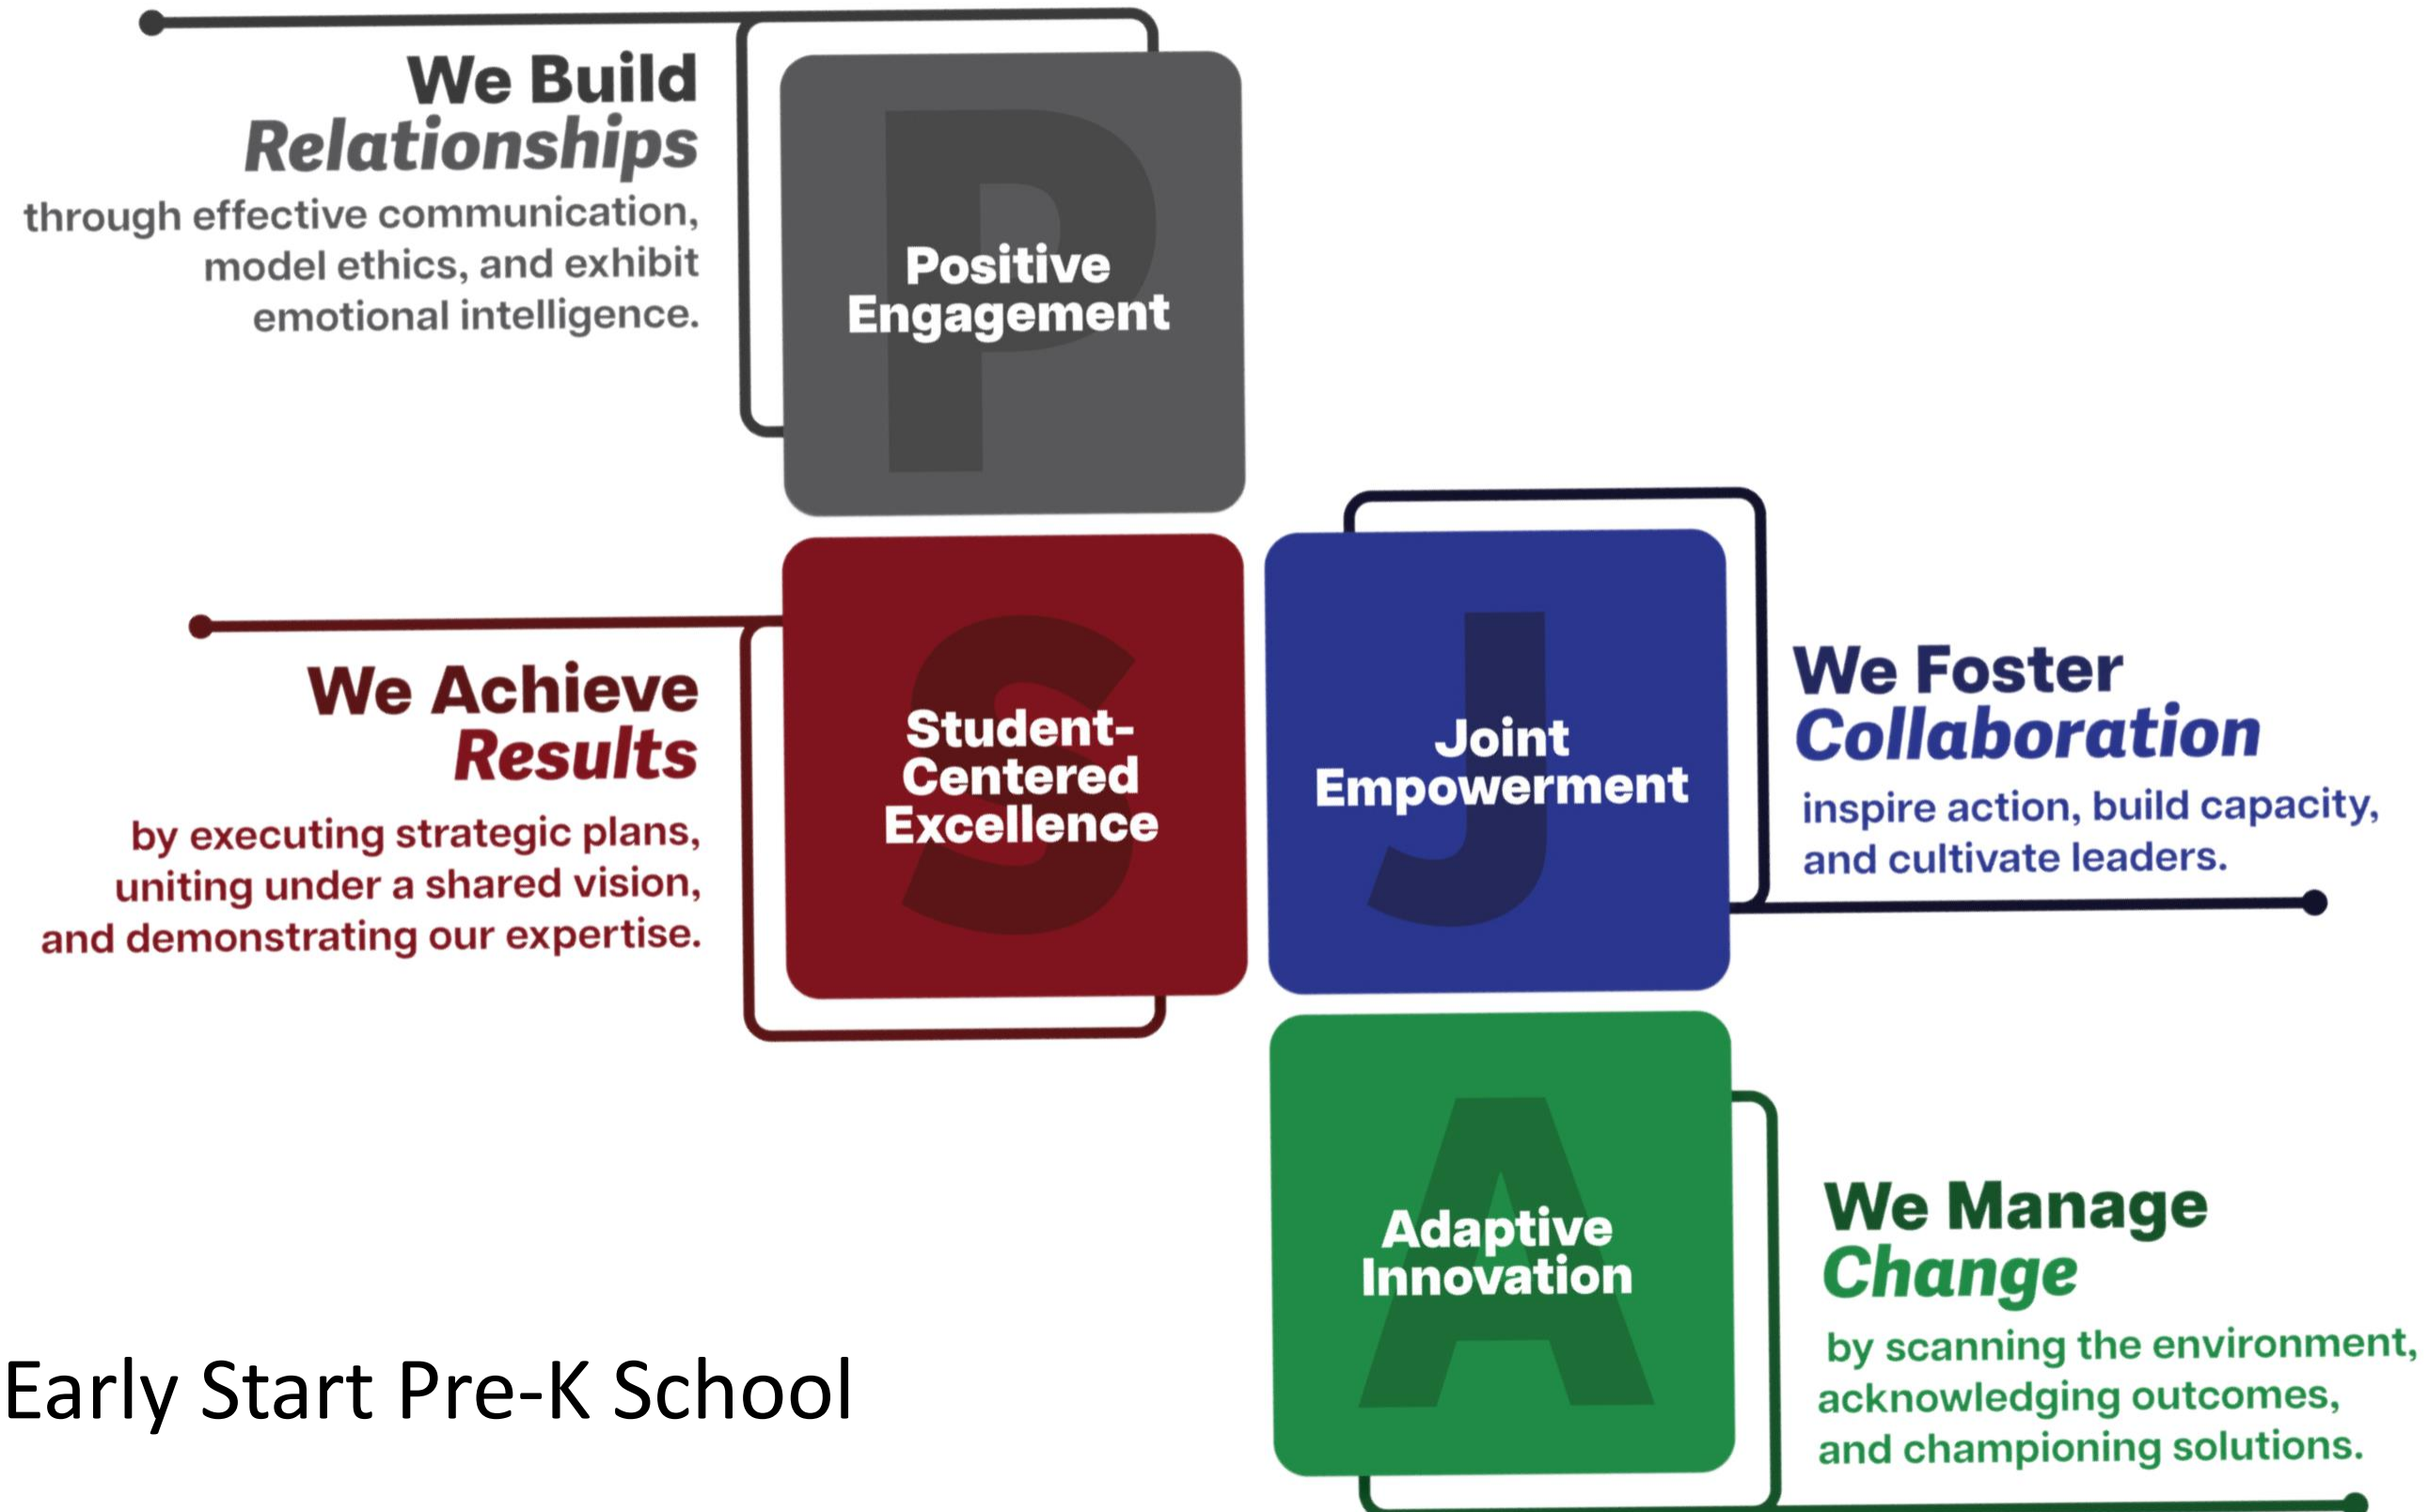 We Build
Relationships
through effective communication,
model ethics, and exhibit
emotional intelligence.
P
Positive
Engagement
We Achieve
Results
by executing strategic plans,
uniting under a shared vision,
and demonstrating our expertise.
S
Student-
Centered
Excellence
J
Joint
Empowerment
We Foster
Collaboration
inspire action, build capacity,
and cultivate leaders.
A
Adaptive
Innovation
We Manage
Change
by scanning the environment,
acknowledging outcomes,
and championing solutions.
Early Start Pre-K School